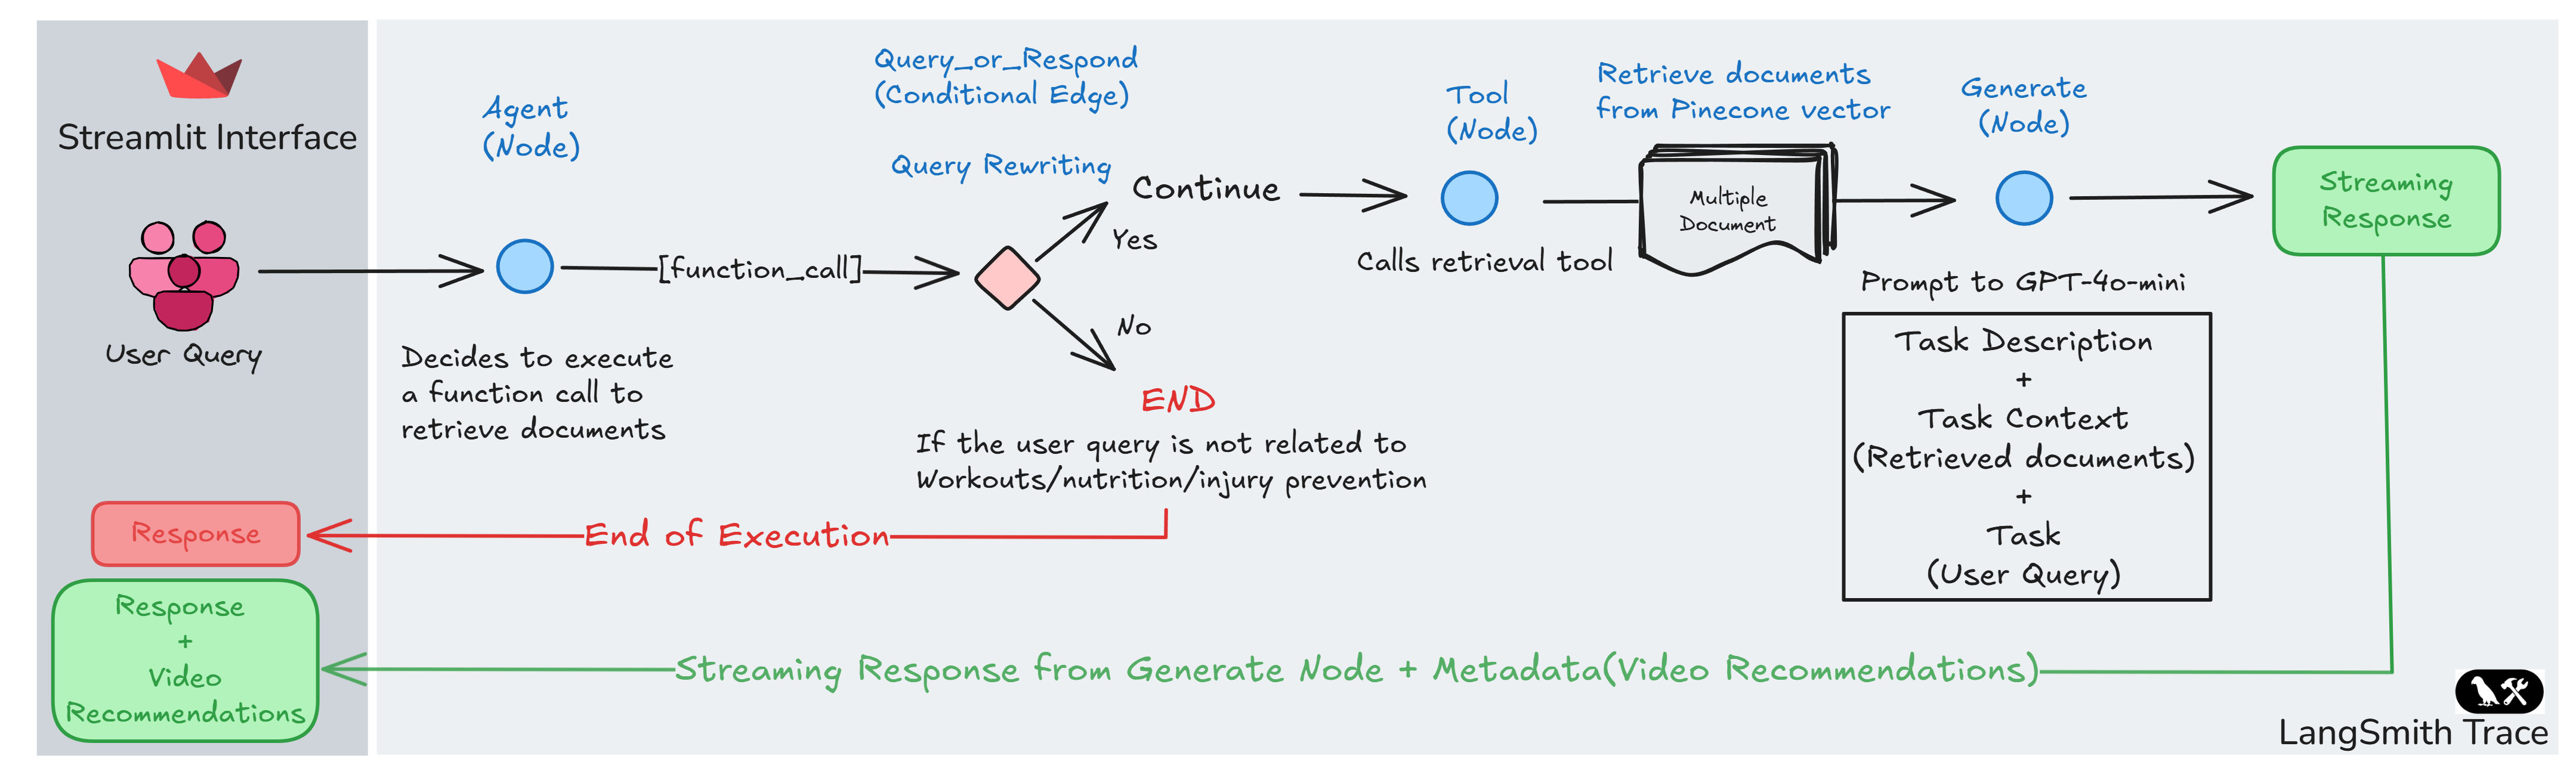 Streamlit Interface
User Query
Agent
(Node)
[function_call]
Decides to execute
a function call to
retrieve documents
Query_or_Respond
(Conditional Edge)
Query Rewriting
Continue
Yes
No
END
If the user query is not related to
Workouts/nutrition/injury prevention
Tool
(Node)
Calls retrieval tool
Retrieve documents
from Pinecone vector
Multiple
Document
Generate
(Node)
Prompt to GPT-4o-mini
Task Description
+
Task Context
(Retrieved documents)
+
Task
(User Query)
Streaming
Response
End of Execution
Response
Response
+
Video
Recommendations
Streaming Response from Generate Node + Metadata(Video Recommendations)
LangSmith Trace